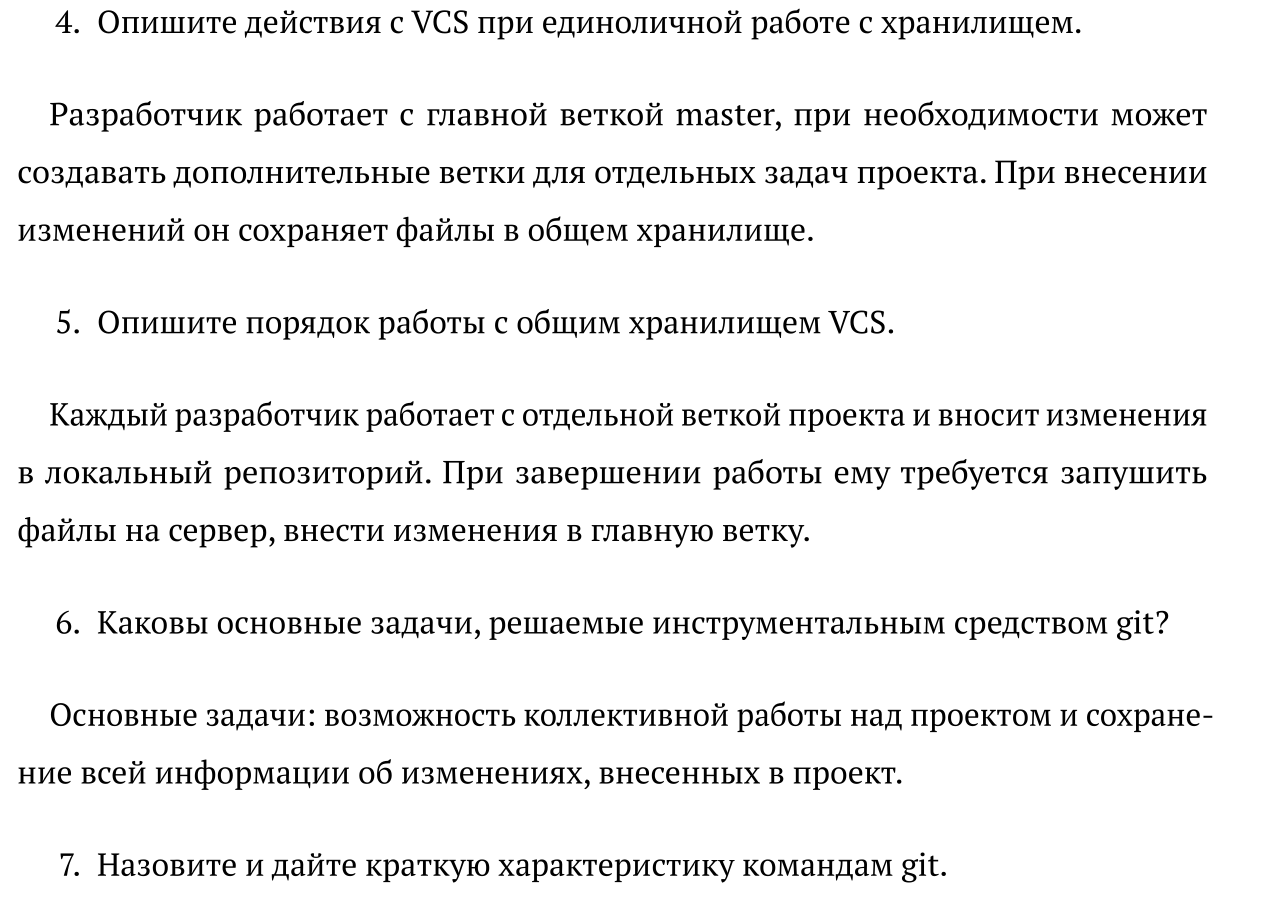 4. Опишите действия с VCS при единоличной работе с хранилищем.
Разработчик работает с главной веткой master, при необходимости может
создавать дополнительные ветки для отдельных задач проекта. При внесении
изменений он сохраняет файлы в общем хранилище.
5. Опишите порядок работы с общим хранилищем VCS.
Каждый разработчик работает с отдельной веткой проекта и вносит изменения
в локальный репозиторий. При завершении работы ему требуется запушить
файлы на сервер, внести изменения в главную ветку.
6. Каковы основные задачи, решаемые инструментальным средством git?
Основные задачи: возможность коллективной работы над проектом и сохране-
ние всей информации об изменениях, внесенных в проект.
7. Назовите и дайте краткую характеристику командам git.